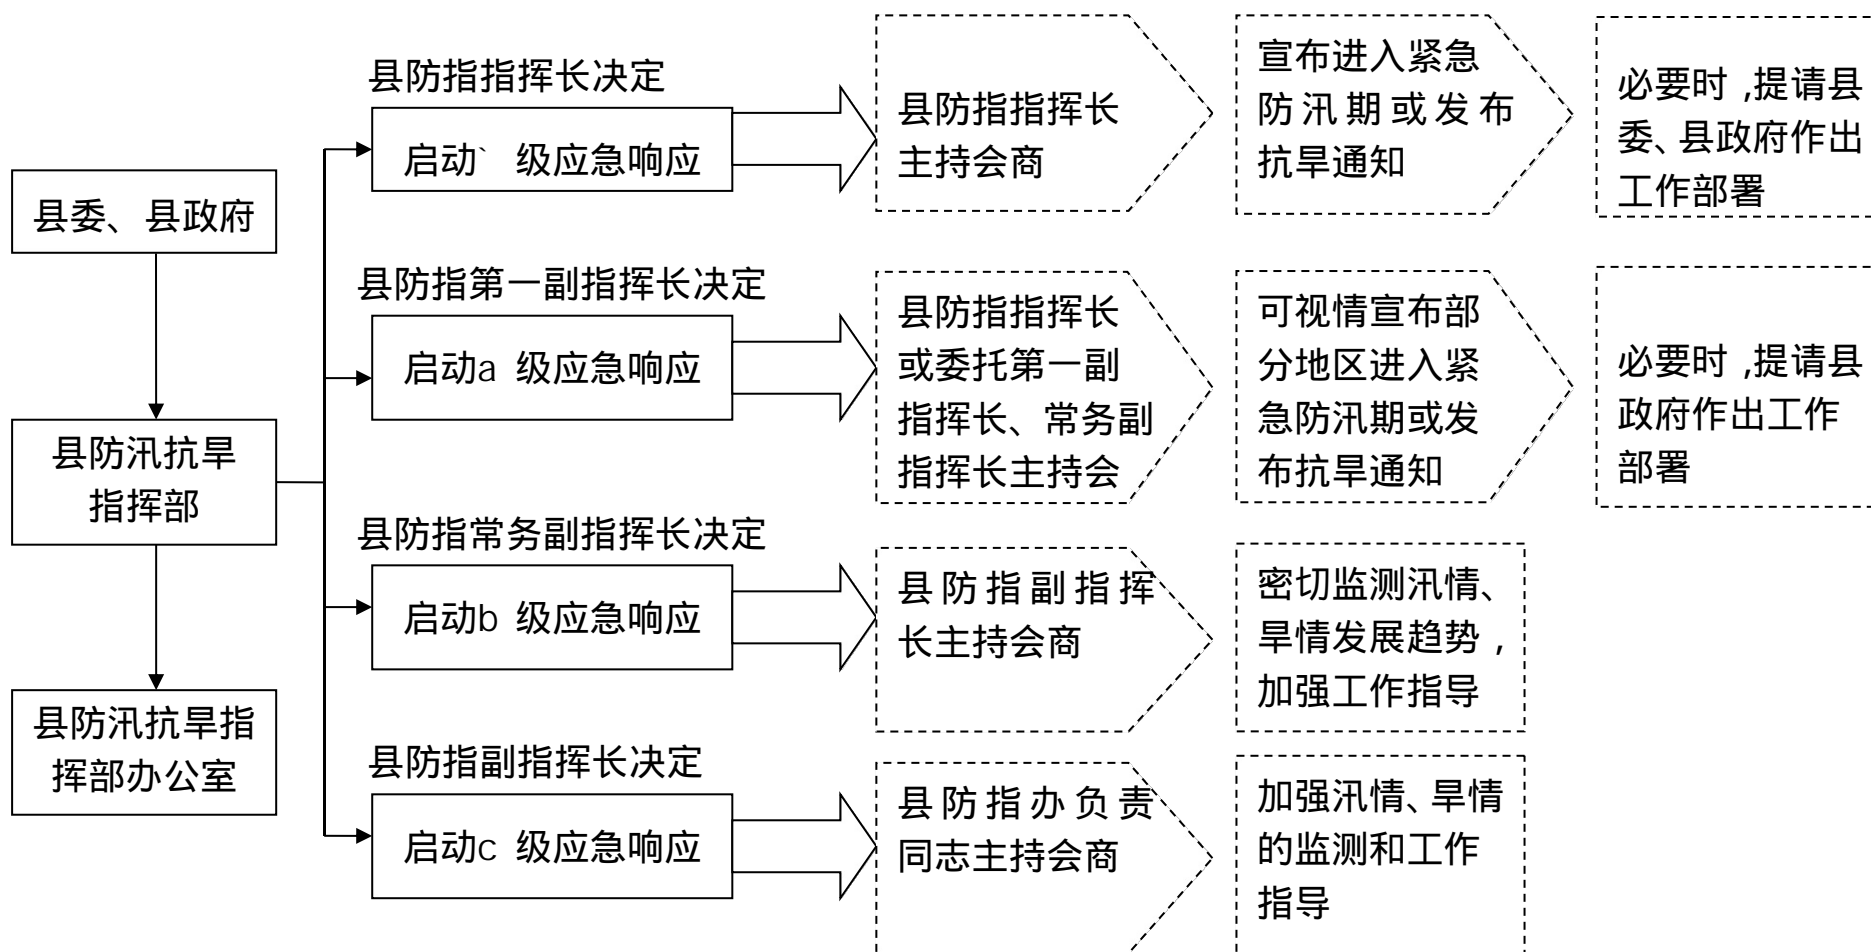 县委、县政府
县防汛抗旱
指挥部
县防汛抗旱指
挥部办公室
县防指指挥长决定
启动` 级应急响应
县防指指挥长
主持会商
宣布进入紧急
防汛期或发布
抗旱通知
必要时,提请县
委、县政府作出
工作部署
县防指第一副指挥长决定
启动a 级应急响应
县防指指挥长
或委托第一副
指挥长、常务副
指挥长主持会
可视情宣布部
分地区进入紧
急防汛期或发
布抗旱通知
必要时,提请县
政府作出工作
部署
县防指常务副指挥长决定
启动b 级应急响应
县防指副指挥
长主持会商
密切监测汛情、
旱情发展趋势,
加强工作指导
县防指副指挥长决定
启动c 级应急响应
县防指办负责
同志主持会商
加强汛情、旱情
的监测和工作
指导